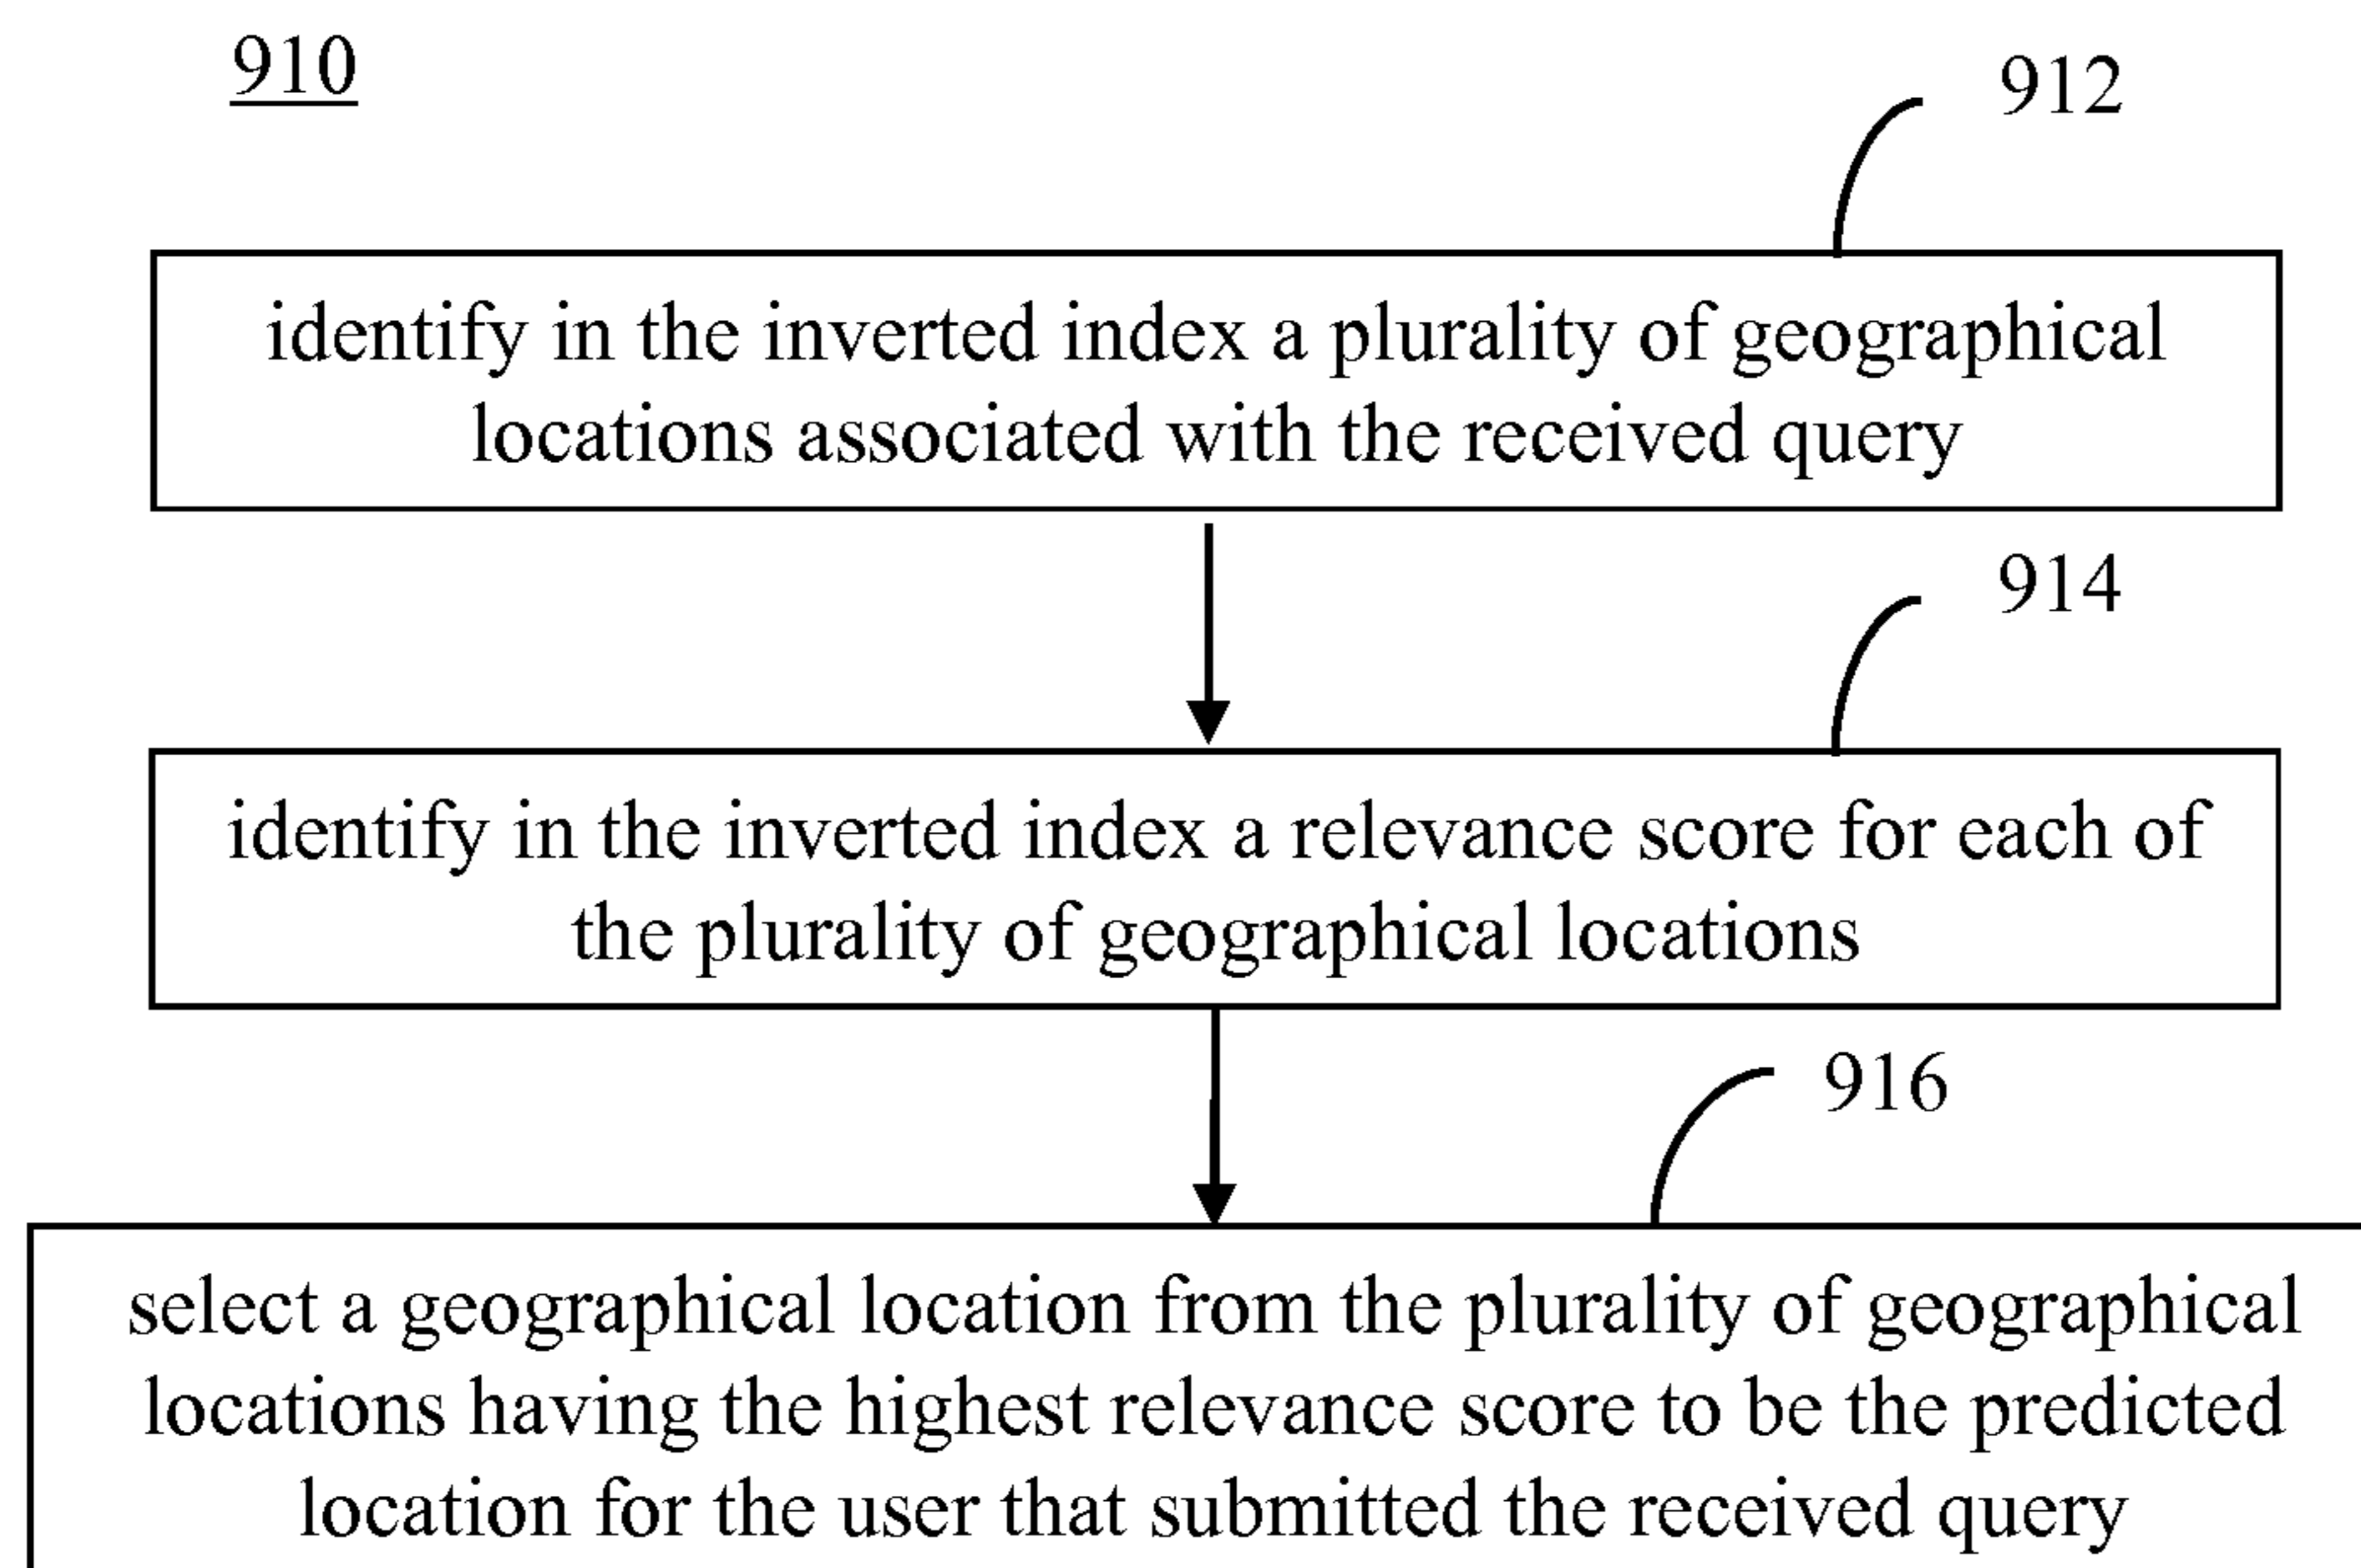 910
912
identify in the inverted index a plurality of geographical
locations associated with the received query
914
identify in the inverted index a relevance score for each of
the plurality of geographical locations
916
select a geographical location from the plurality of geographical
locations having the highest relevance score to be the predicted
location for the user that submitted the received query